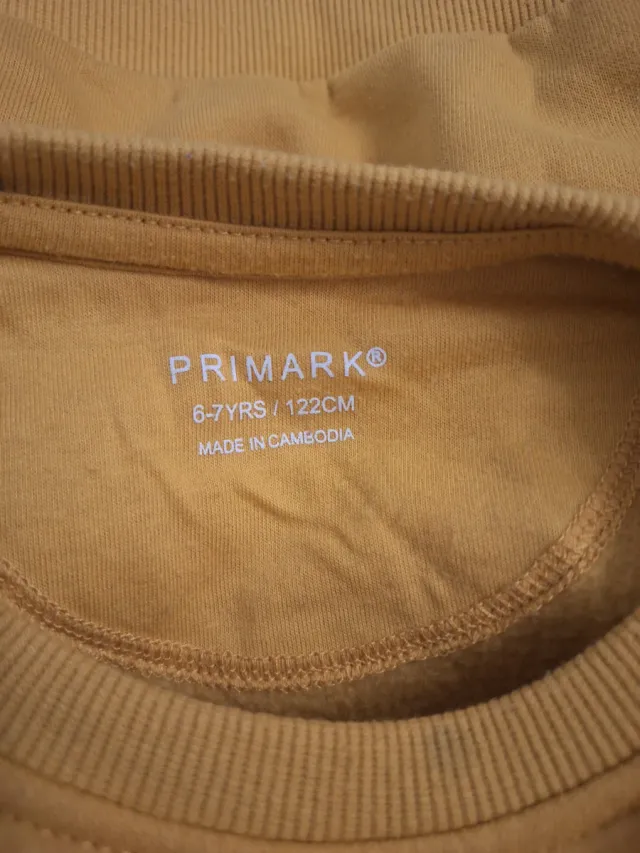 PRIMARK®
6-7YRS / 122CM
MADE IN CAMBODIA